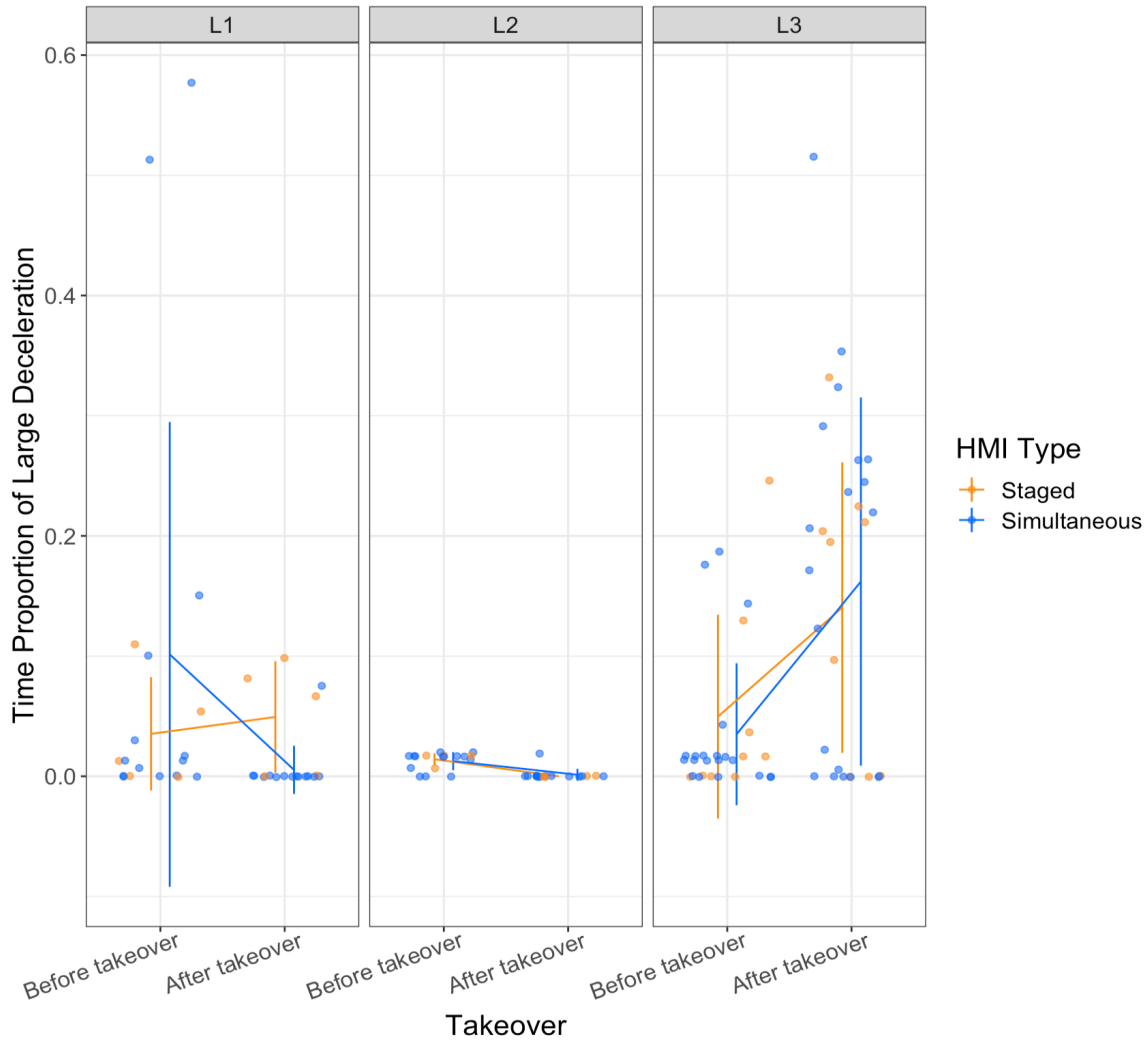 L1
L2
L3
Time Proportion of Large Deceleration
0.6
0.4
0.2
0.0
Before takeover
After takeover
Before takeover
After takeover
Before takeover
After takeover
Takeover
HMI Type
Staged
Simultaneous